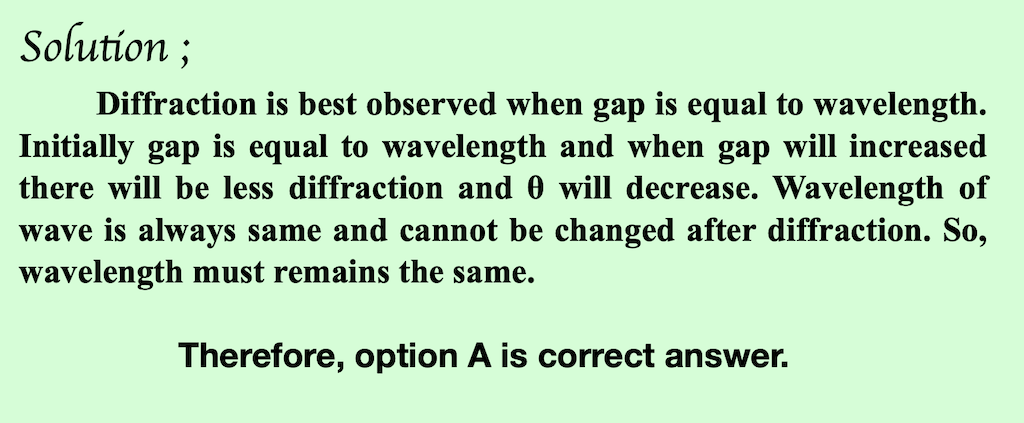 Solution ;
Diffraction is best observed when gap is equal to wavelength.
Initially gap is equal to wavelength and when gap will increased
there will be less diffraction and θ will decrease. Wavelength of
wave is always same and cannot be changed after diffraction. So,
wavelength must remains the same.
Therefore, option A is correct answer.